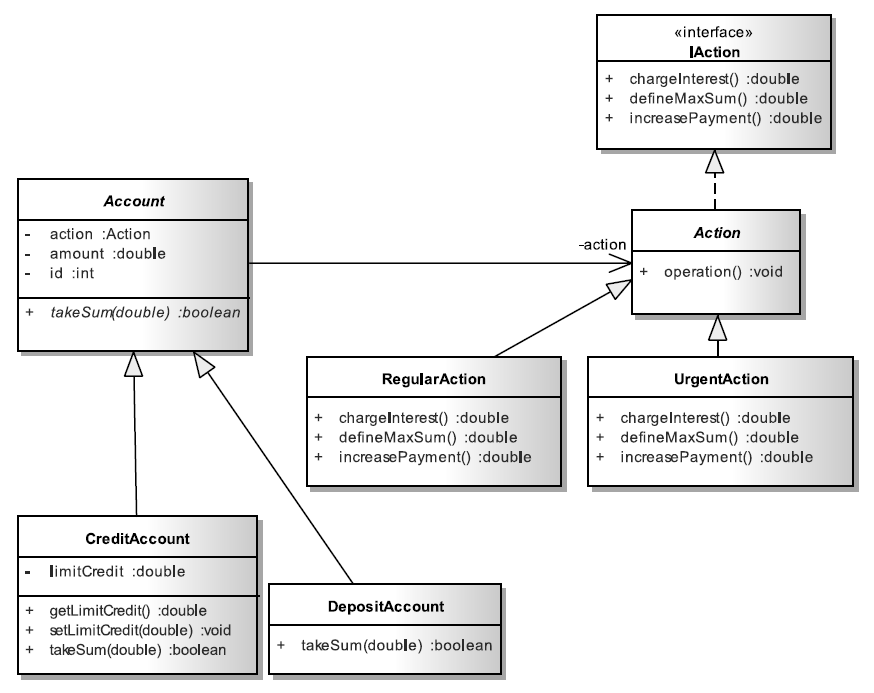 «interface»
IAction
+ chargeInterest() :double
+ defineMaxSum() :double
+ increasePayment() :double
Account
- action :Action
- amount :double
- id :int
+ takeSum(double) :boolean
-action
Action
+ operation() :void
RegularAction
+ chargeInterest() :double
+ defineMaxSum() :double
+ increasePayment() :double
UrgentAction
+ chargeInterest() :double
+ defineMaxSum() :double
+ increasePayment() :double
CreditAccount
- limitCredit :double
+ getLimitCredit() :double
+ setLimitCredit(double) :void
+ takeSum(double) :boolean
DepositAccount
+ takeSum(double) :boolean